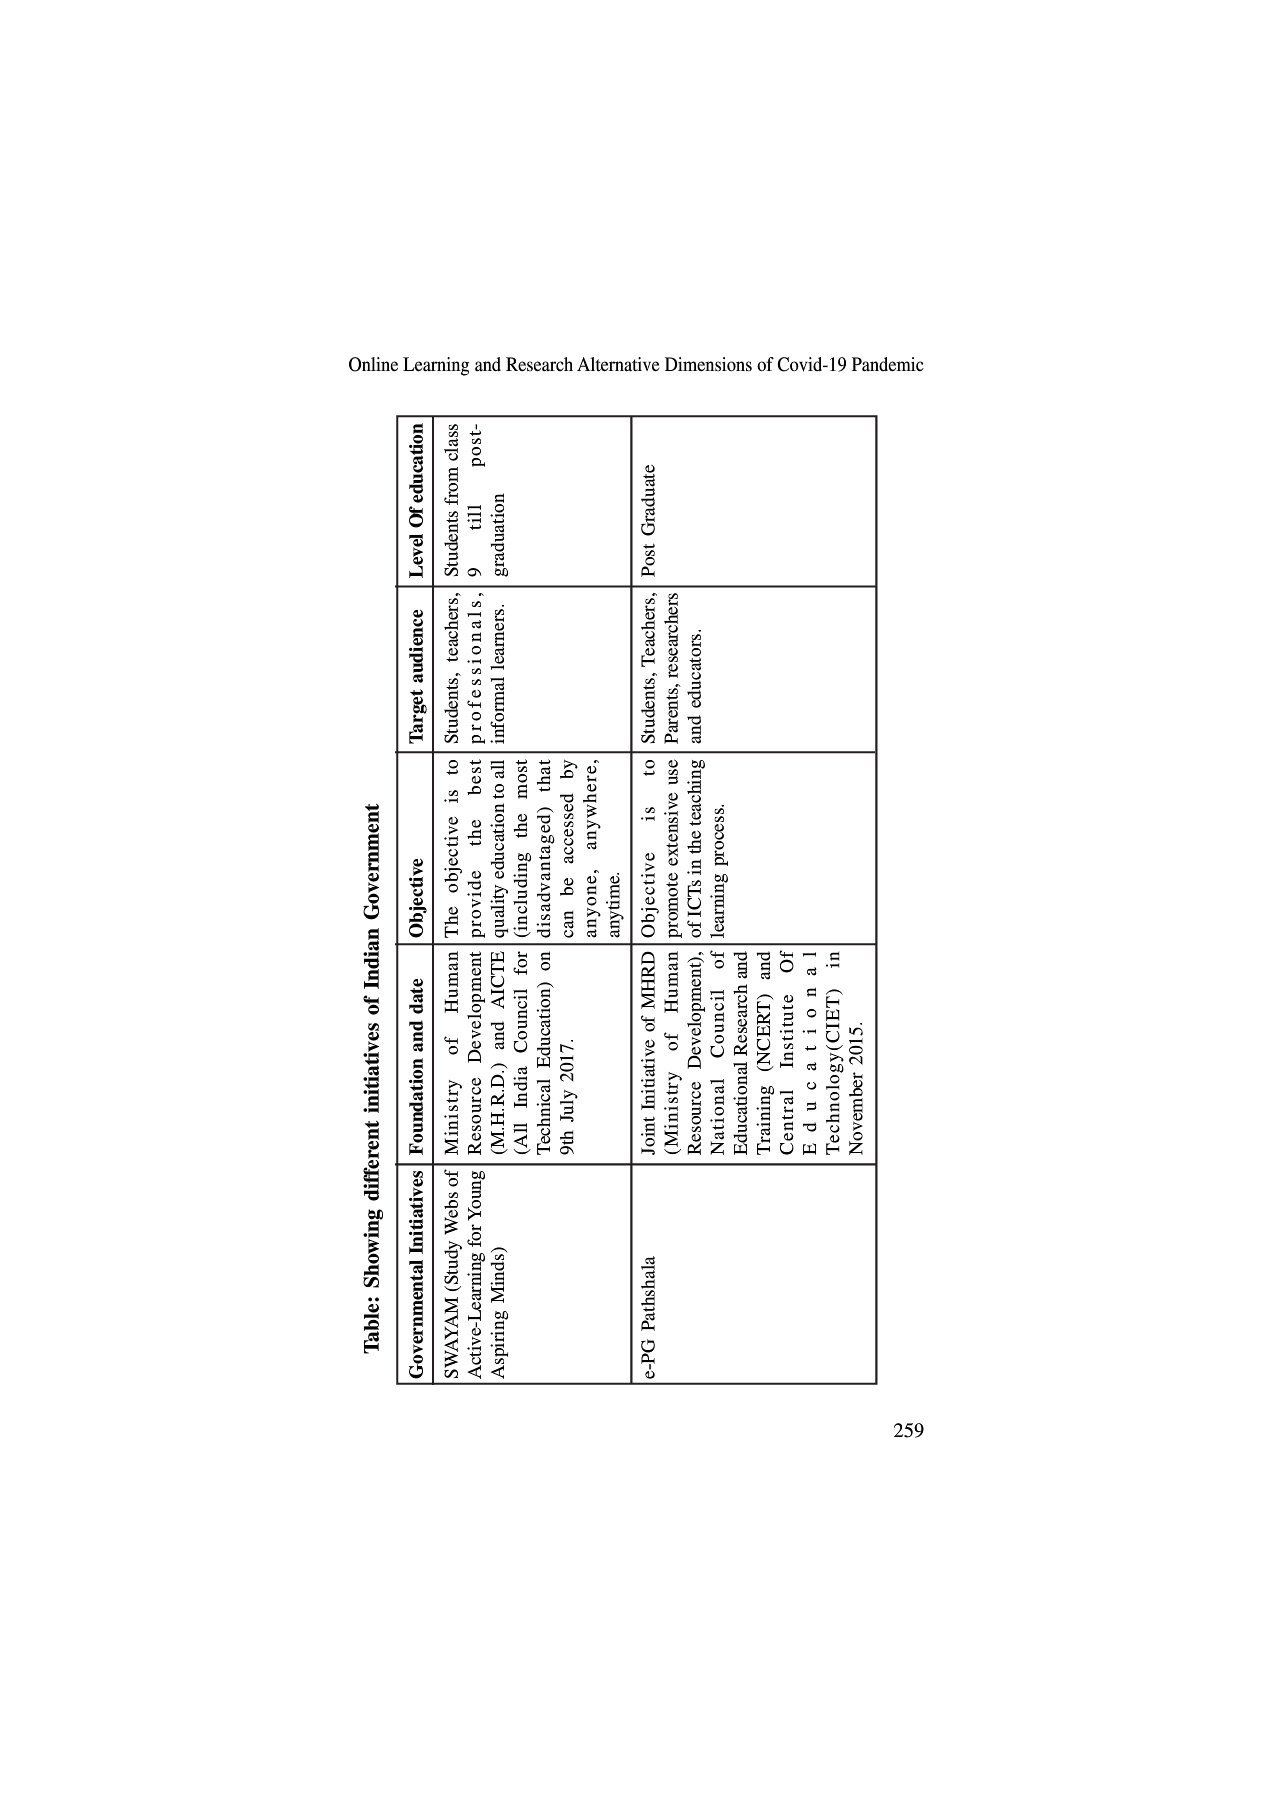 Online Learning and Research Alternative Dimensions of Covid-19 Pandemic
Table: Showing different initiatives of Indian Government
Governmental Initiatives
Foundation and date
Objective
Target audience
Level Of education
SWAYAM (Study Webs of
Active-Learning for Young
Aspiring Minds)
Ministry of Human
Resource Development
(M.H.R.D.) and AICTE
(All India Council for
Technical Education) on
9th July 2017.
The objective is to
provide the best
quality education to all
(including the most
disadvantaged) that
can be accessed by
anyone, anywhere,
anytime.
Students, teachers,
professionals,
informal learners.
Students from class
9 till post-
graduation
e-PG Pathshala
Joint Initiative of MHRD
(Ministry of Human
Resource Development),
National Council of
Educational Research and
Training (NCERT) and
Central Institute Of
Educational
Technology(CIET) in
November 2015.
Objective is to
promote extensive use
of ICTs in the teaching
learning process.
Students, Teachers,
Parents, researchers
and educators.
Post Graduate
259